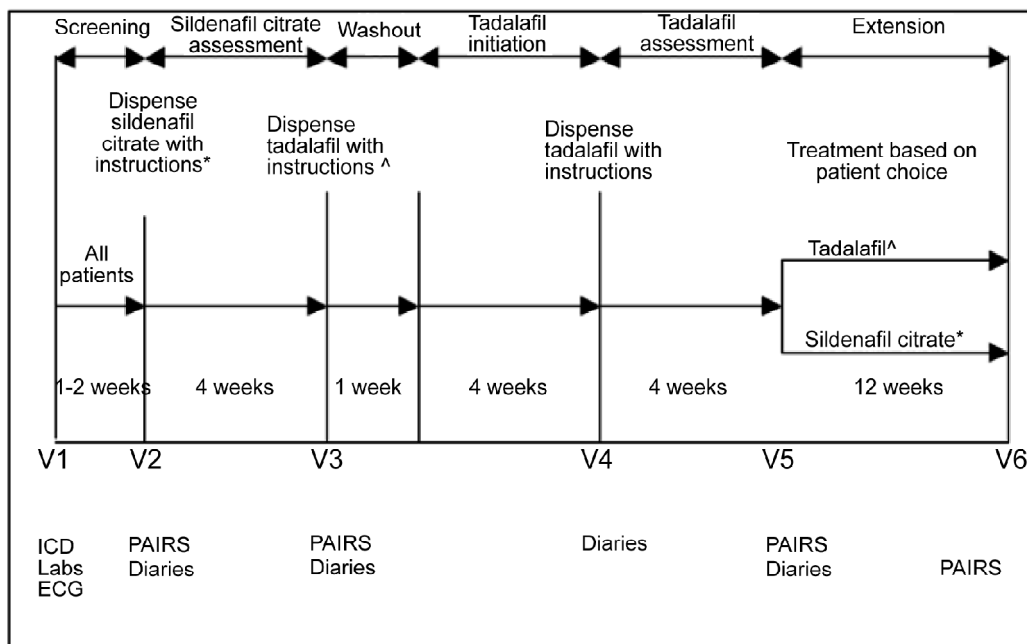 Screening
Sildenafil citrate
assessment
Washout
Tadalafil
initiation
Tadalafil
assessment
Extension
Dispense
sildenafil
citrate with
instructions*
Dispense
tadalafil with
instructions ^
Dispense
tadalafil with
instructions
Treatment based on
patient choice
All
patients
Tadalafil^
Sildenafil citrate*
1-2 weeks
4 weeks
1 week
4 weeks
4 weeks
12 weeks
V1
V2
V3
V4
V5
V6
ICD
Labs
ECG
PAIRS
Diaries
PAIRS
Diaries
Diaries
PAIRS
Diaries
PAIRS